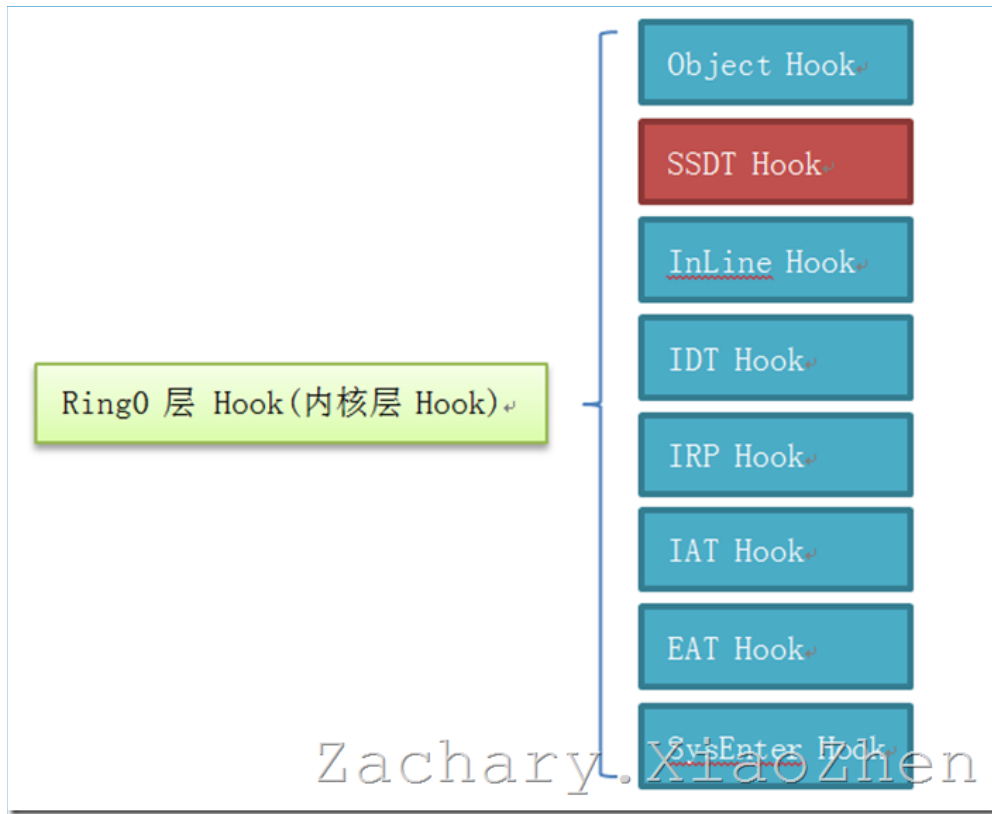 Object Hook
SSDT Hook
InLine Hook
IDT Hook
Ring0 层 Hook(内核层 Hook)
IRP Hook
IAT Hook
EAT Hook
SysEnter Hook
Zachary.XiaoZhen